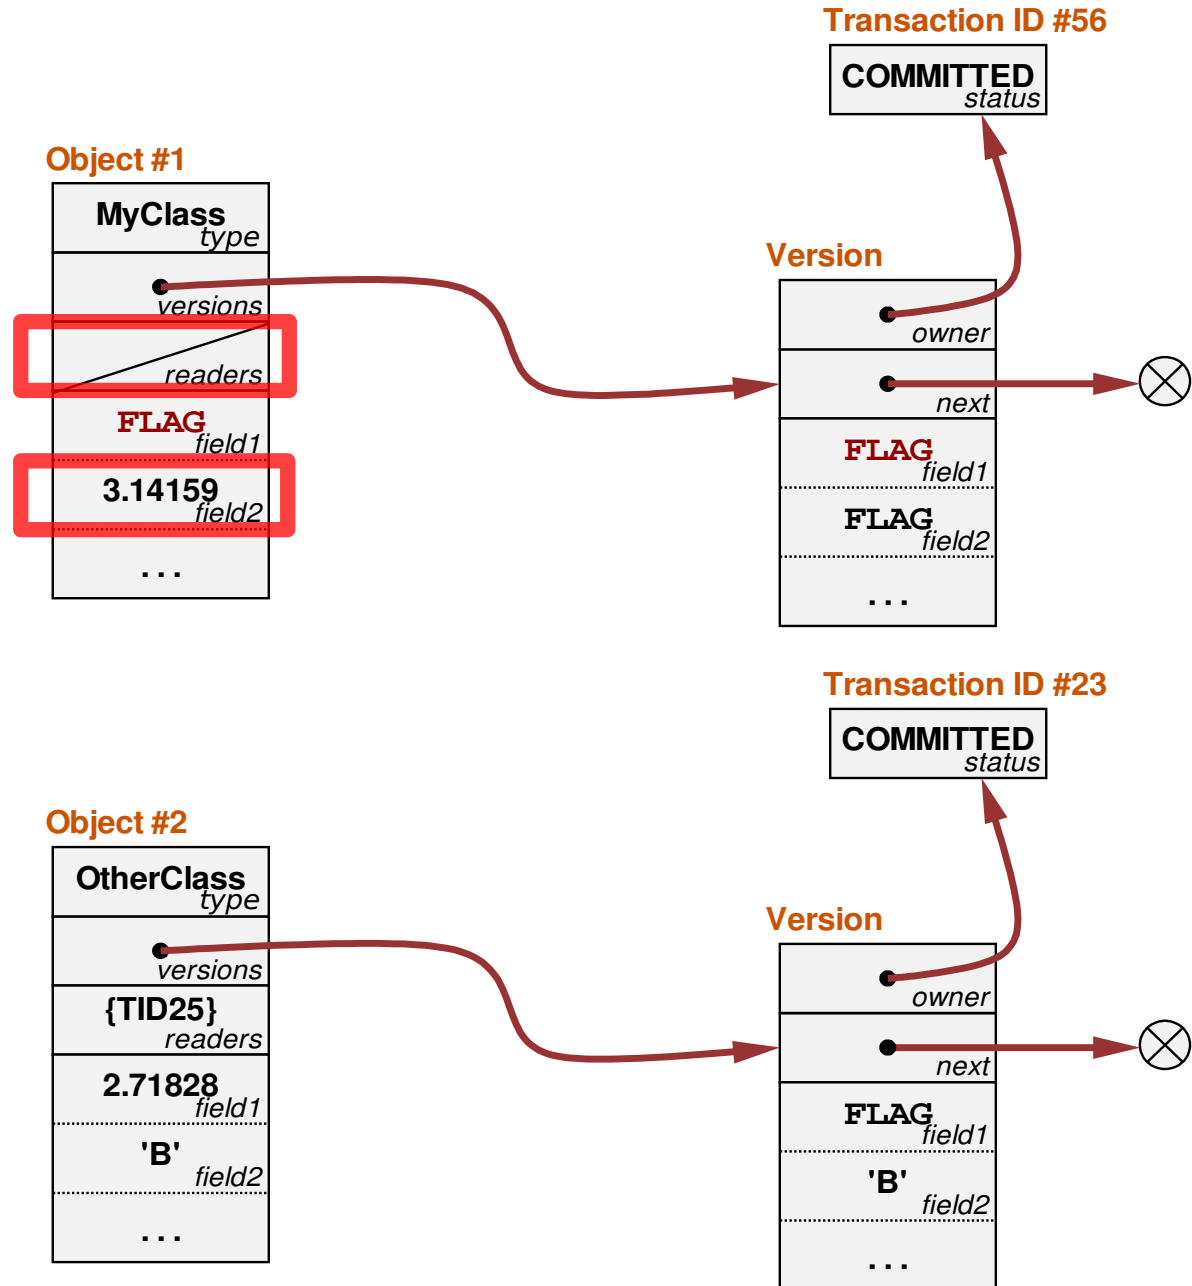 Transaction ID #56
COMMITTED
status
Object #1
MyClass
type
versions
readers
FLAG
field1
3.14159
field2
. . .
Version
owner
next
FLAG
field1
FLAG
field2
. . .
Transaction ID #23
COMMITTED
status
Object #2
OtherClass
type
versions
{TID25}
readers
2.71828
field1
'B'
field2
. . .
Version
owner
next
FLAG
field1
'B'
field2
. . .